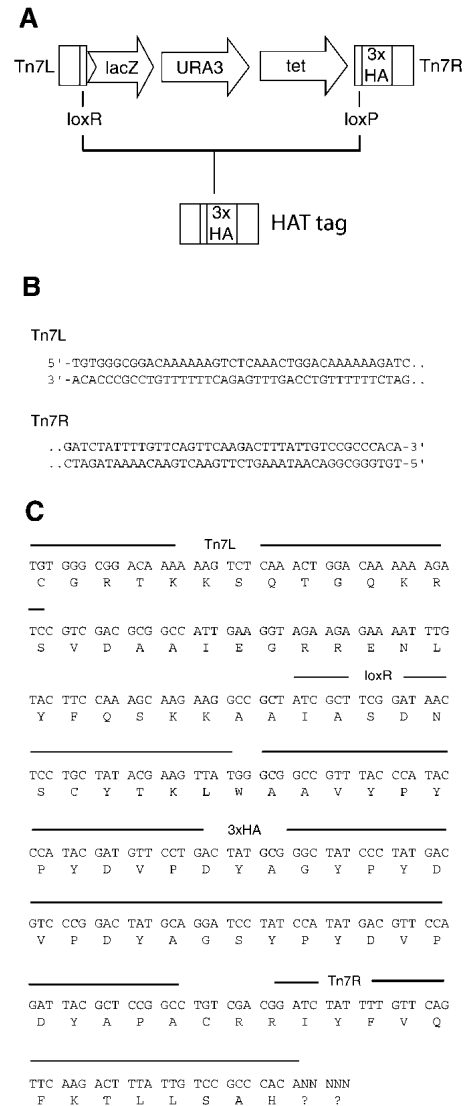 A
Tn7L lacZ URA3 tet 3x HA Tn7R
loxR loxP
3x HA HAT tag
B
Tn7L
5'-TGTGGGCGGACAAAAAAGTCTCAAACTGGACAAAAAAGATC..
3'-ACACCCGCCTGTTTTTTCAGAGTTTGACCTGTTTTTTCTAG..
Tn7R
..GATCTATTTTGTTCAGTTCAAGACTTTATTGTCCGCCCACA-3'
..CTAGATAAAACAAGTCAAGTTCTGAAATAACAGGCGGGTGT-5'
C
Tn7L
TGT GGG CGG ACA AAA AAG TCT CAA ACT GGA CAA AAA AGA
C G R T K K S Q T G Q K R
TCC GTC GAC GCG GCC ATT GAA GGT AGA AGA GAA AAT TTG
S V D A A I E G R R E N L
loxR
TAC TTC CAA AGC AAG AAG GCC GCT ATC GCT TCG GAT AAC
Y F Q S K K A A I A S D N
TCC TGC TAT ACG AAG TTA TGG GCG GCC GTT TAC CCA TAC
S C Y T K L W A A V Y P Y
3xHA
CCA TAC GAT GTT CCT GAC TAT GCG GGC TAT CCC TAT GAC
P Y D V P D Y A G Y P Y D
GTC CCG GAC TAT GCA GGA TCC TAT CCA TAT GAC GTT CCA
V P D Y A G S Y P Y D V P
Tn7R
GAT TAC GCT CCG GCC TGT CGA CGG ATC TAT TTT GTT CAG
D Y A P A C R R I Y F V Q
TTC AAG ACT TTA TTG TCC GCC CAC ANN NNN
F K T L L S A H ? ?